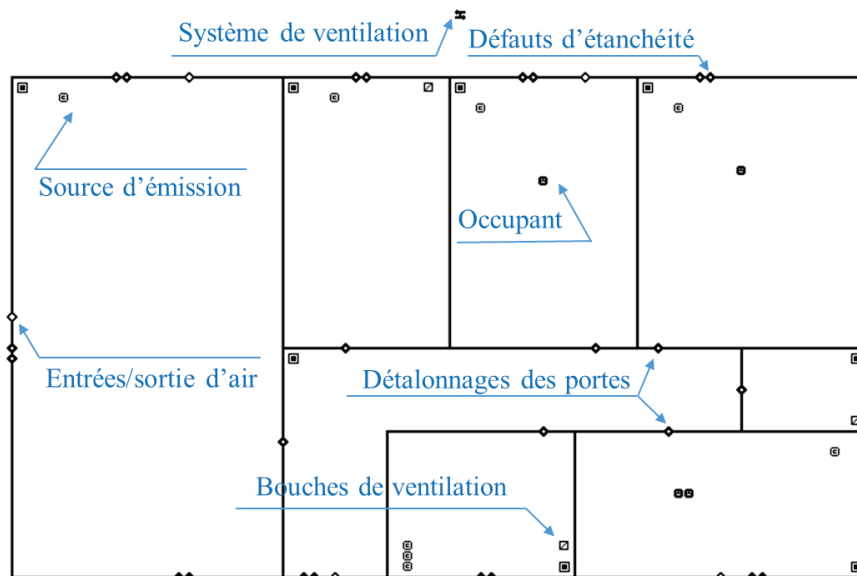 Système de ventilation
Défauts d'étanchéité
Source d'émission
Occupant
Entrées/sortie d'air
Détalonnages des portes
Bouches de ventilation